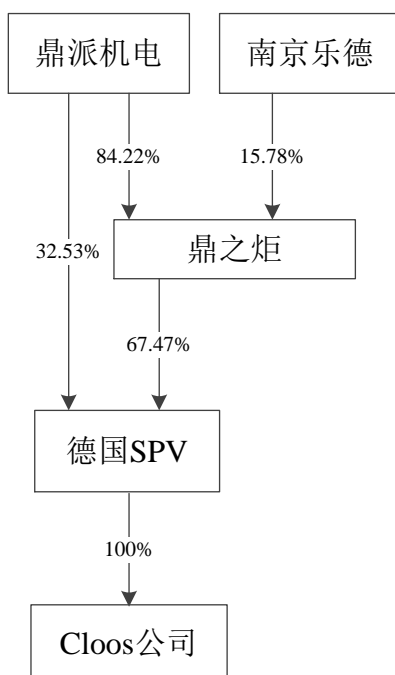 鼎派机电
南京乐德
84.22%
15.78%
鼎之炬
32.53%
67.47%
德国SPV
100%
Cloos公司